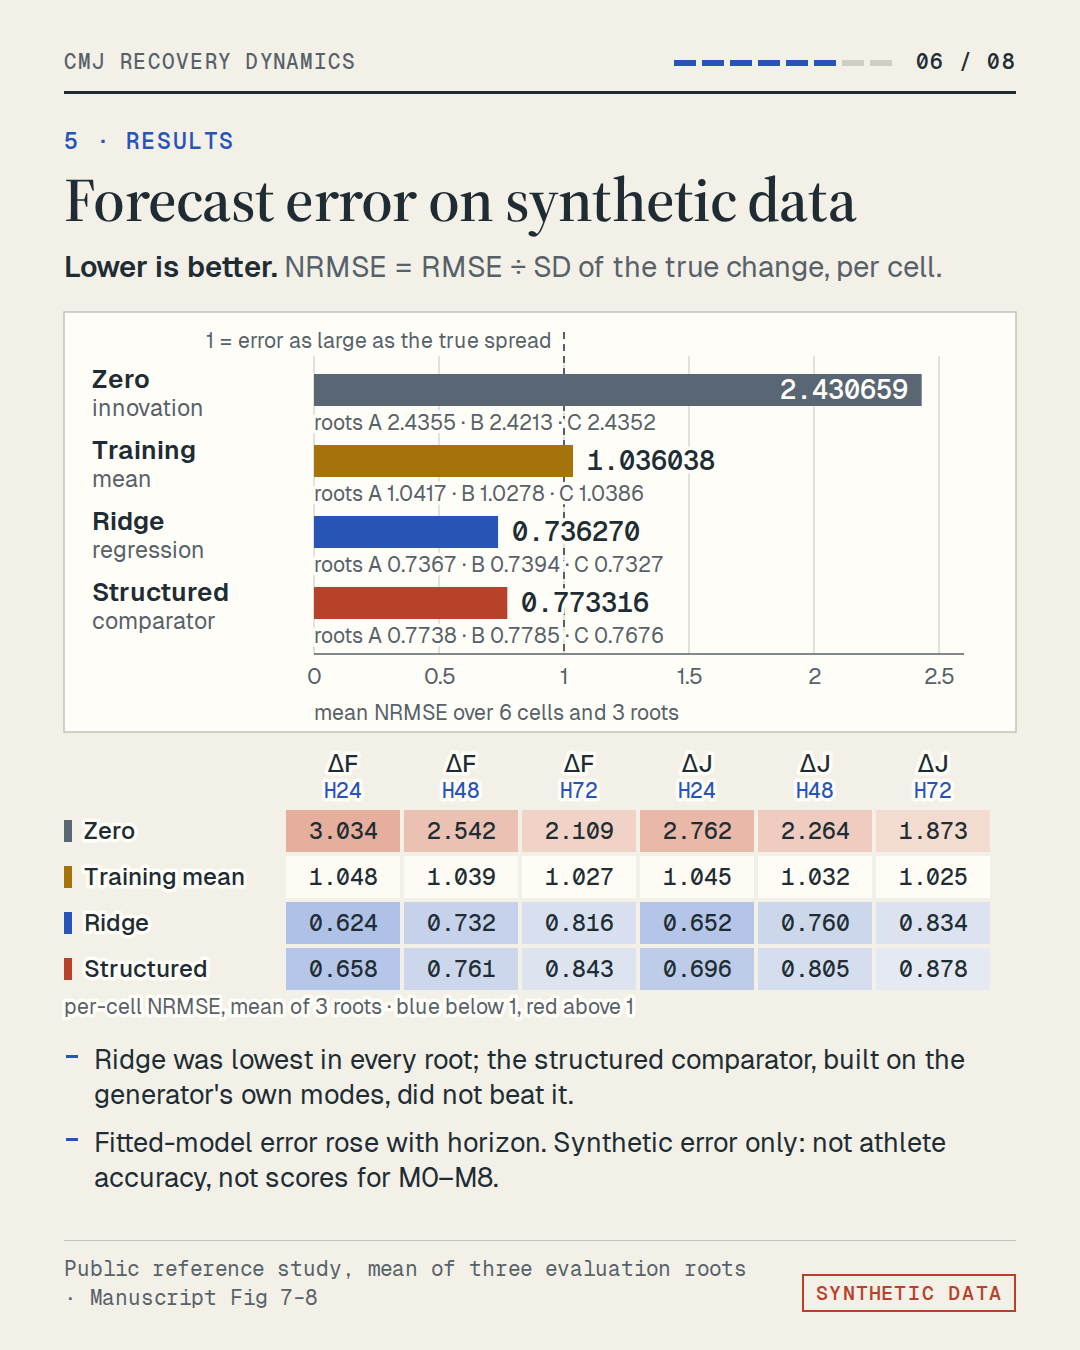 CMJ RECOVERY DYNAMICS
06 / 08
5 · RESULTS
Forecast error on synthetic data
Lower is better. NRMSE = RMSE ÷ SD of the true change, per cell.
1 = error as large as the true spread
Zero
innovation
2.430659
roots A 2.4355 · B 2.4213 · C 2.4352
Training
mean
1.036038
roots A 1.0417 · B 1.0278 · C 1.0386
Ridge
regression
0.736270
roots A 0.7367 · B 0.7394 · C 0.7327
Structured
comparator
0.773316
roots A 0.7738 · B 0.7785 · C 0.7676
0 0.5 1 1.5 2 2.5
mean NRMSE over 6 cells and 3 roots
ΔF ΔF ΔF ΔJ ΔJ ΔJ
H24 H48 H72 H24 H48 H72
Zero 3.034 2.542 2.109 2.762 2.264 1.873
Training mean 1.048 1.039 1.027 1.045 1.032 1.025
Ridge 0.624 0.732 0.816 0.652 0.760 0.834
Structured 0.658 0.761 0.843 0.696 0.805 0.878
per-cell NRMSE, mean of 3 roots · blue below 1, red above 1
– Ridge was lowest in every root; the structured comparator, built on the
generator's own modes, did not beat it.
– Fitted-model error rose with horizon. Synthetic error only: not athlete
accuracy, not scores for M0–M8.
Public reference study, mean of three evaluation roots
· Manuscript Fig 7–8
SYNTHETIC DATA